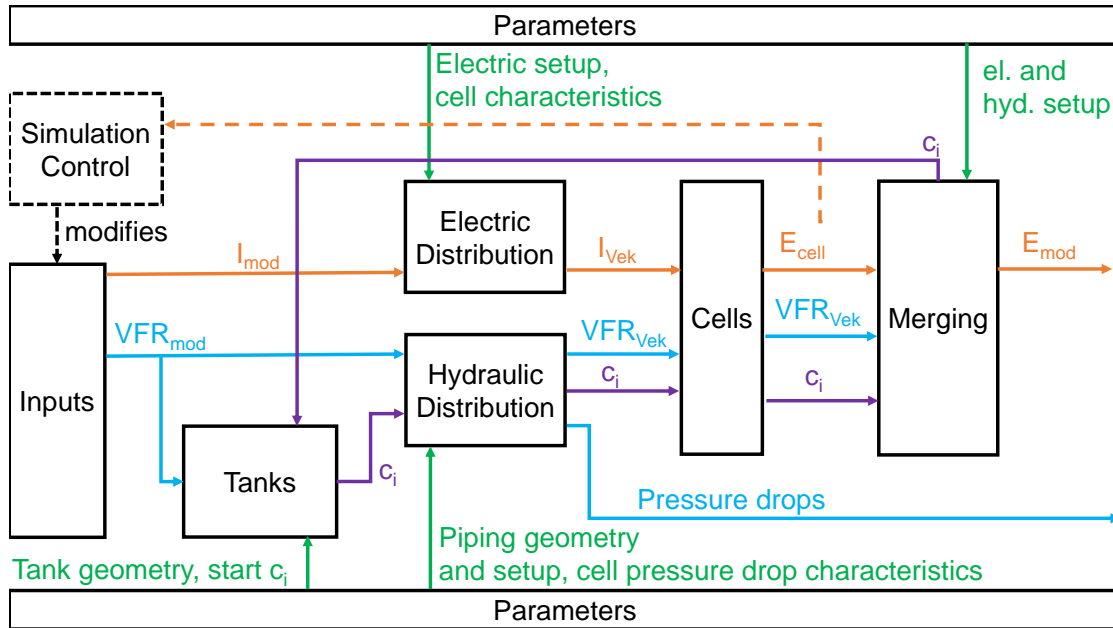 Parameters
Electric setup,
cell characteristics
el. and
hyd. setup
Simulation
Control
modifies
c_i
Electric
Distribution
I_mod
I_Vek
E_cell
E_mod
VFR_mod
VFR_Vek
VFR_Vek
Cells
Merging
Inputs
Hydraulic
Distribution
c_i
c_i
Tanks
c_i
Pressure drops
Piping geometry
and setup, cell pressure drop characteristics
Tank geometry, start c_i
Parameters